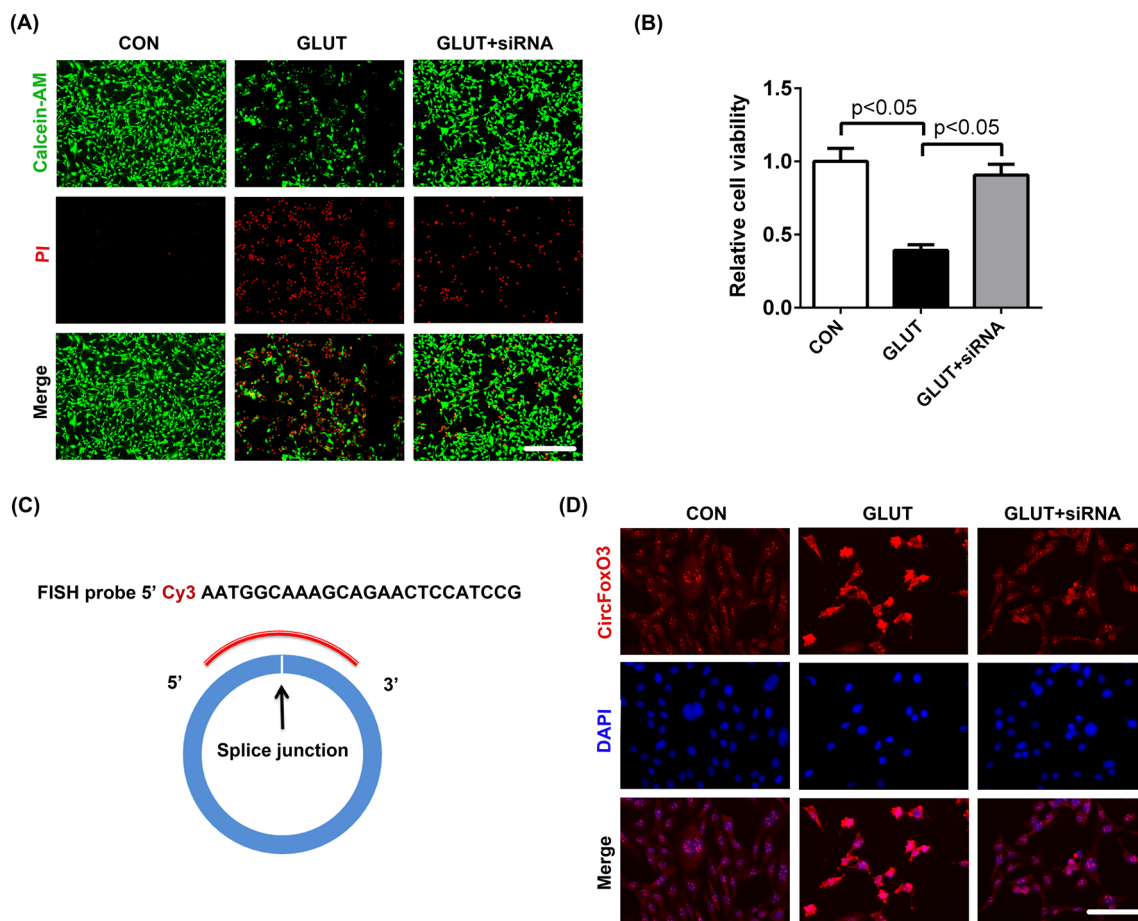 (A)
CON GLUT GLUT+siRNA
Calcein-AM
PI
Merge
(B)
Relative cell viability
1.5
1.0
0.5
0.0
p<0.05
p<0.05
CON GLUT GLUT+siRNA
(C)
FISH probe 5’ Cy3 AATGGCAAAGCAGAACTCCATCCG
5’ 3’
Splice junction
(D)
CON GLUT GLUT+siRNA
CircFoxO3
DAPI
Merge